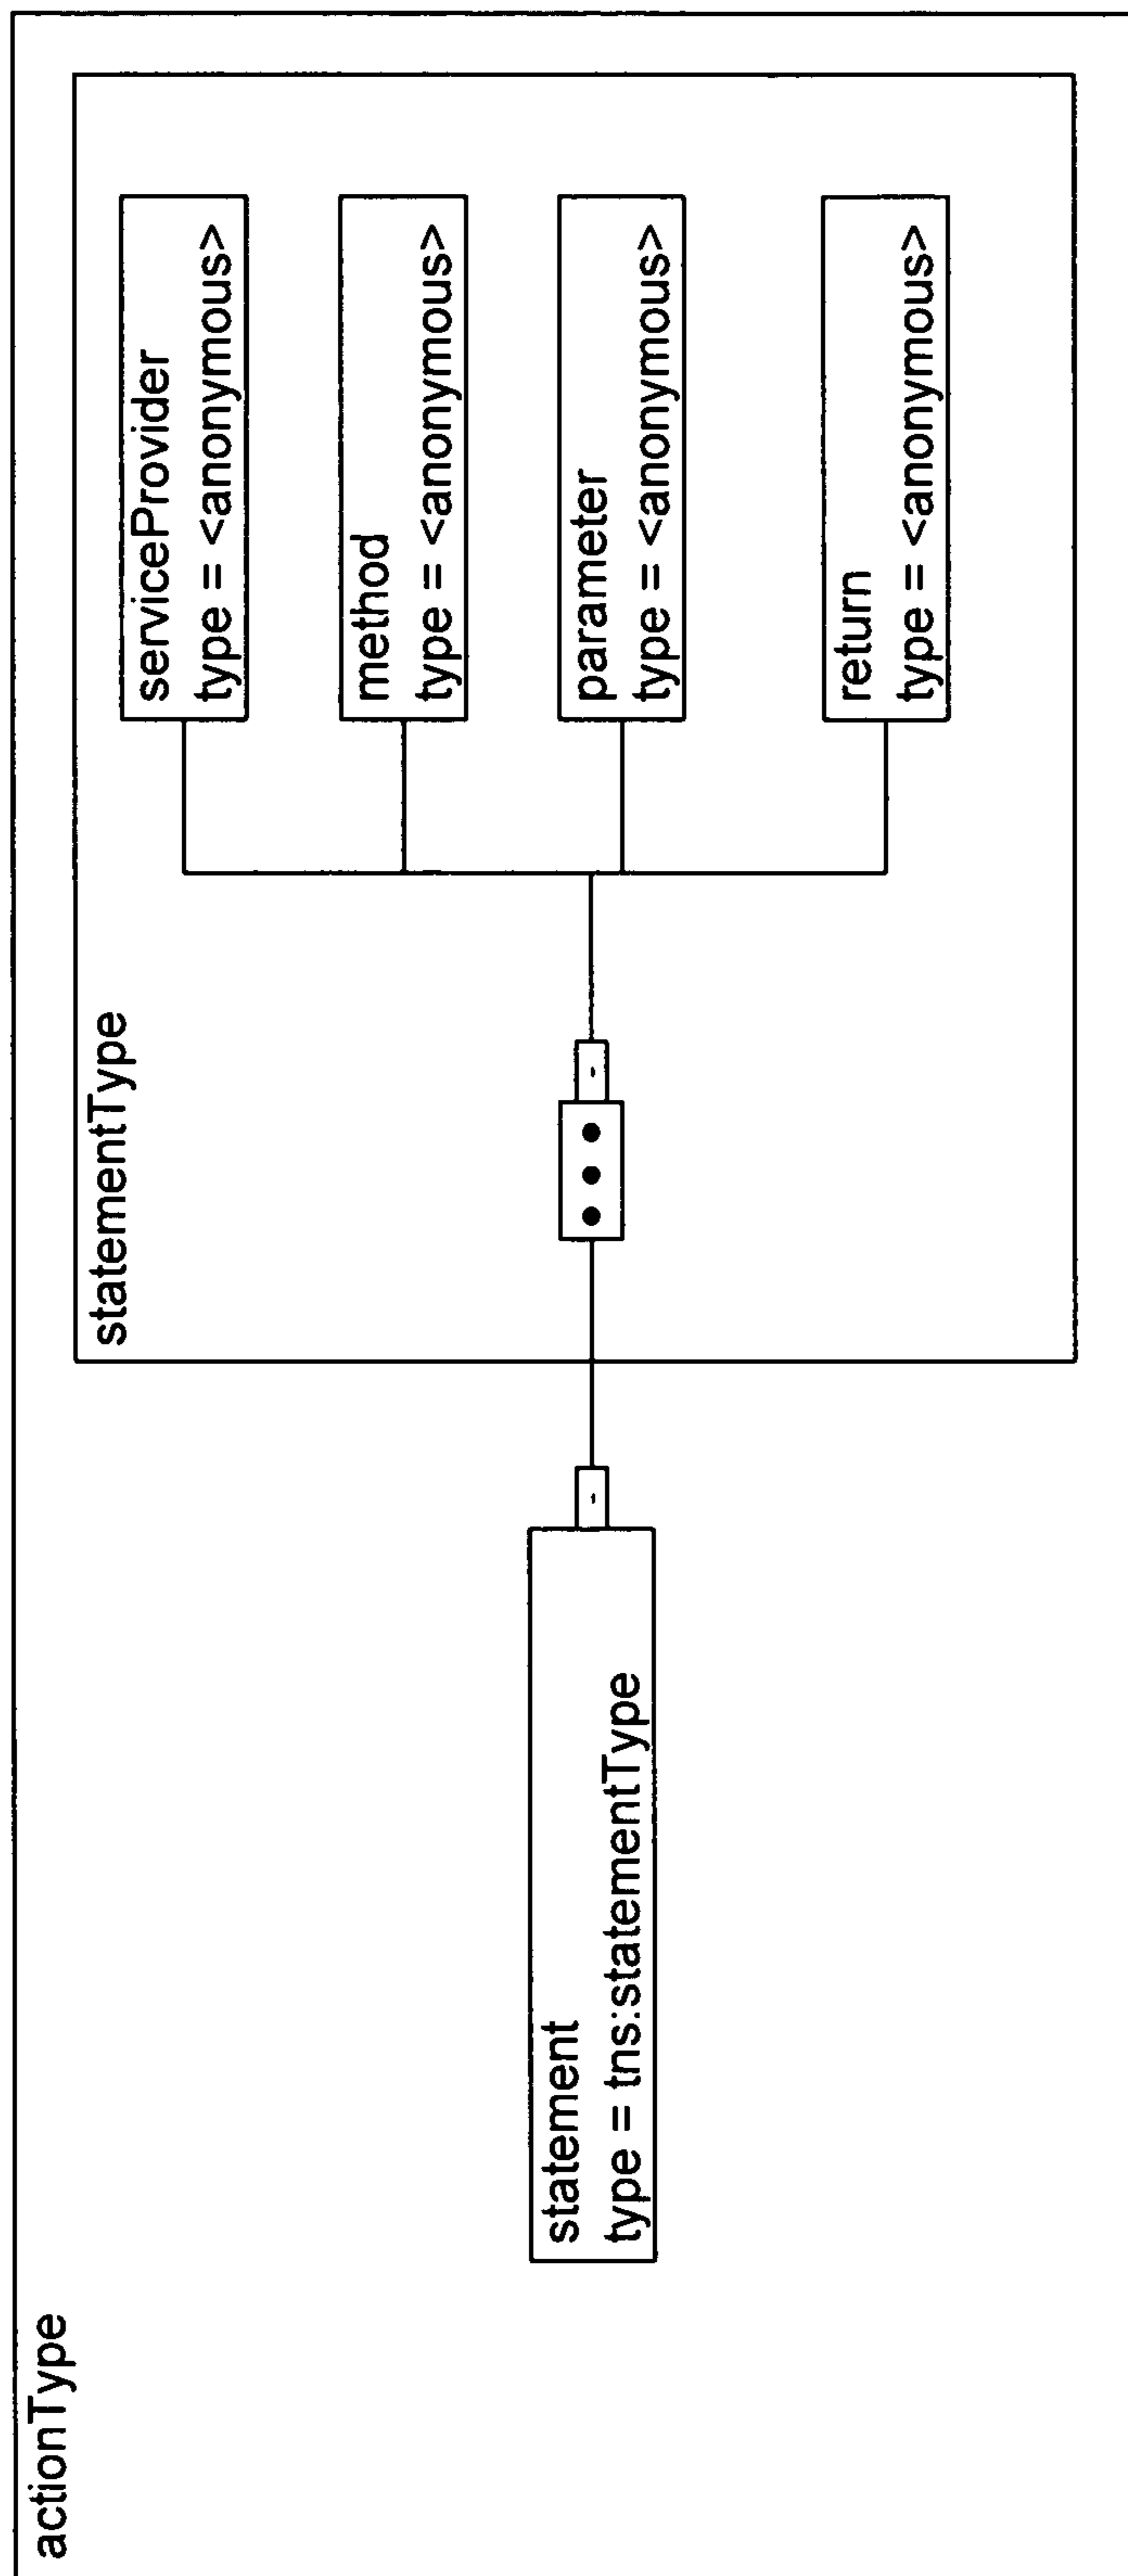 actionType
statementType
statement
type = tns:statementType
serviceProvider
type = <anonymous>
method
type = <anonymous>
parameter
type = <anonymous>
return
type = <anonymous>